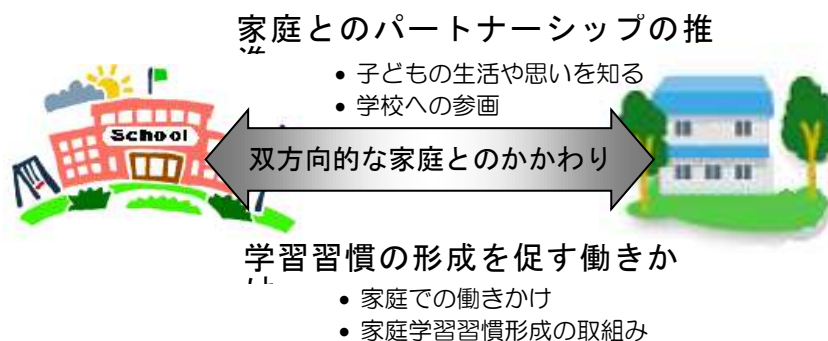 家庭とのパートナーシップの推
進
• 子どもの生活や思いを知る
• 学校への参画
School
双方向的な家庭とのかかわり
学習習慣の形成を促す働きか
• 家庭での働きかけ
• 家庭学習習慣形成の取組み